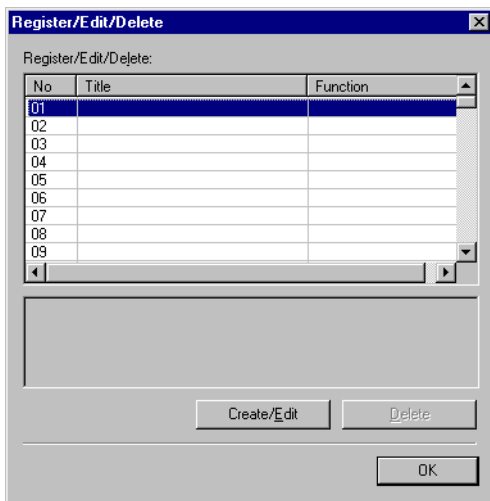 Register/Edit/Delete
Register/Edit/Delete:
No Title Function
01
02
03
04
05
06
07
08
09
Create/Edit Delete
OK